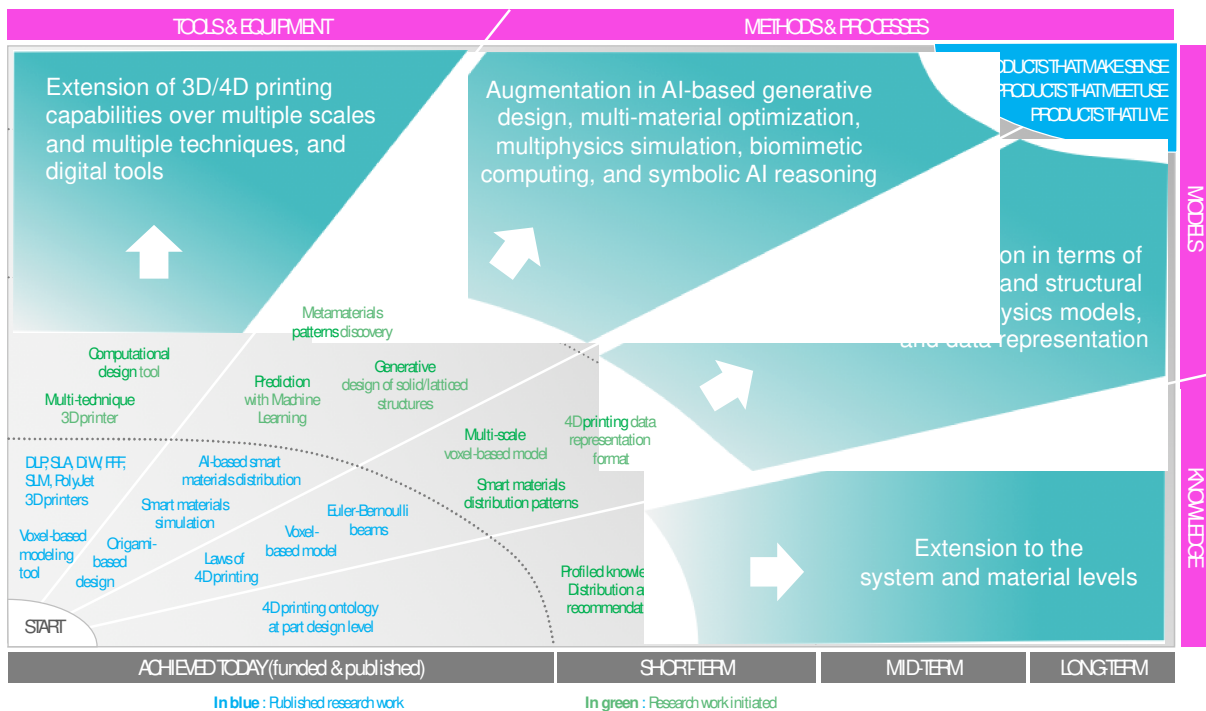 TOOLS & EQUIPMENT
METHODS & PROCESSES
PRODUCTS THAT MAKE SENSE
PRODUCTS THAT MEET USE
PRODUCTS THAT LIVE
Extension of 3D/4D printing
capabilities over multiple scales
and multiple techniques, and
digital tools
Augmentation in AI-based generative
design, multi-material optimization,
multiphysics simulation, biomimetic
computing, and symbolic AI reasoning
MODELS
on in terms of
and structural
physics models,
and data representation
Metamaterials
patterns discovery
Computational
design tool
Multi-technique
3D printer
Prediction
with Machine
Learning
Generative
design of solid/latticed
structures
Multi-scale
voxel-based model
4D printing data
representation
format
Smart materials
distribution patterns
DLP, SLA, DIW, FFF,
SLM, PolyJet
3D printers
AI-based smart
materials distribution
Smart materials
simulation
Euler-Bernoulli
beams
Voxel-based
modeling
tool
Origami-
based
design
Voxel-
based model
Laws of
4D printing
KNOWLEDGE
Extension to the
system and material levels
Profiled knowle
Distribution a
recommendat
4D printing ontology
at part design level
START
ACHIEVED TODAY (funded & published)
SHORT-TERM
MID-TERM
LONG-TERM
In blue : Published research work
In green : Research work initiated